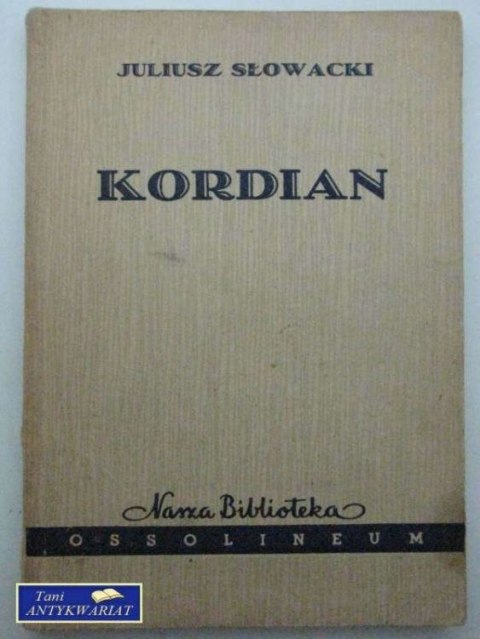 JULIUSZ SŁOWACKI
KORDIAN
Nasza Biblioteka
OSSOLINEUM
Tani
ANTYKWARIAT